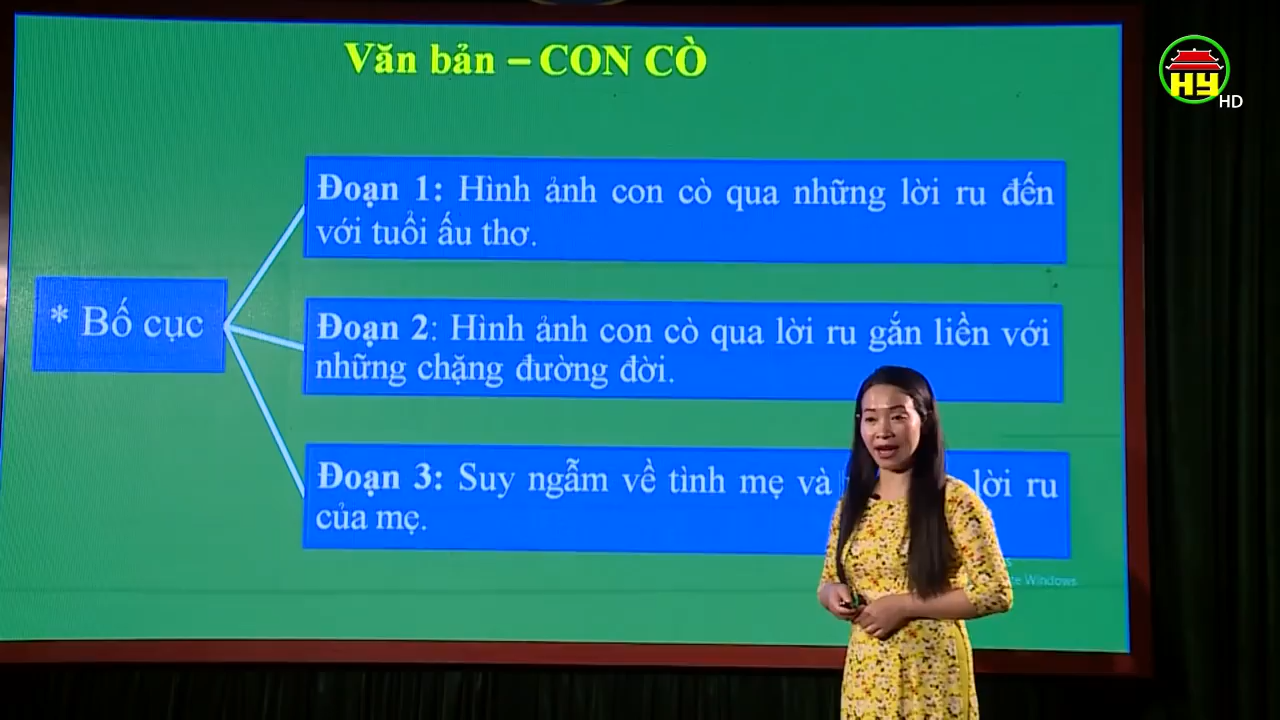 Văn bản – CON CÒ
HY
HD
Đoạn 1: Hình ảnh con cò qua những lời ru đến
với tuổi ấu thơ.
* Bố cục
Đoạn 2: Hình ảnh con cò qua lời ru gắn liền với
những chặng đường đời.
Đoạn 3: Suy ngẫm về tình mẹ và lời ru
của mẹ.
Windows